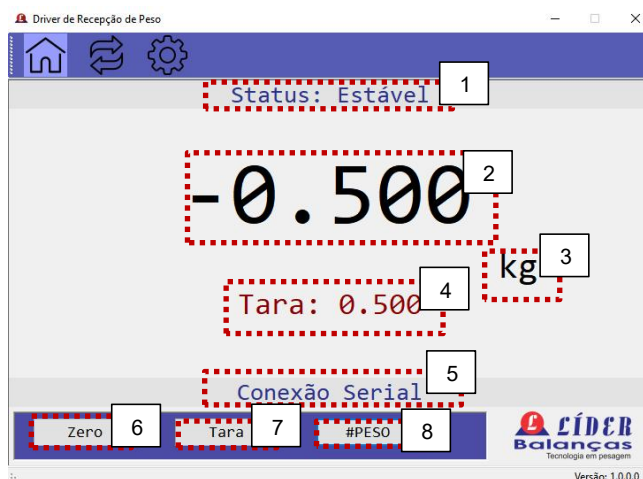 Driver de Recepção de Peso
Status: Estável 1
-0.500 2
kg 3
Tara: 0.500 4
Conexão Serial 5
Zero 6 Tara 7 #PESO 8
LÍDER
Balanças
Tecnologia em pesagem
Versão: 1.0.0.0